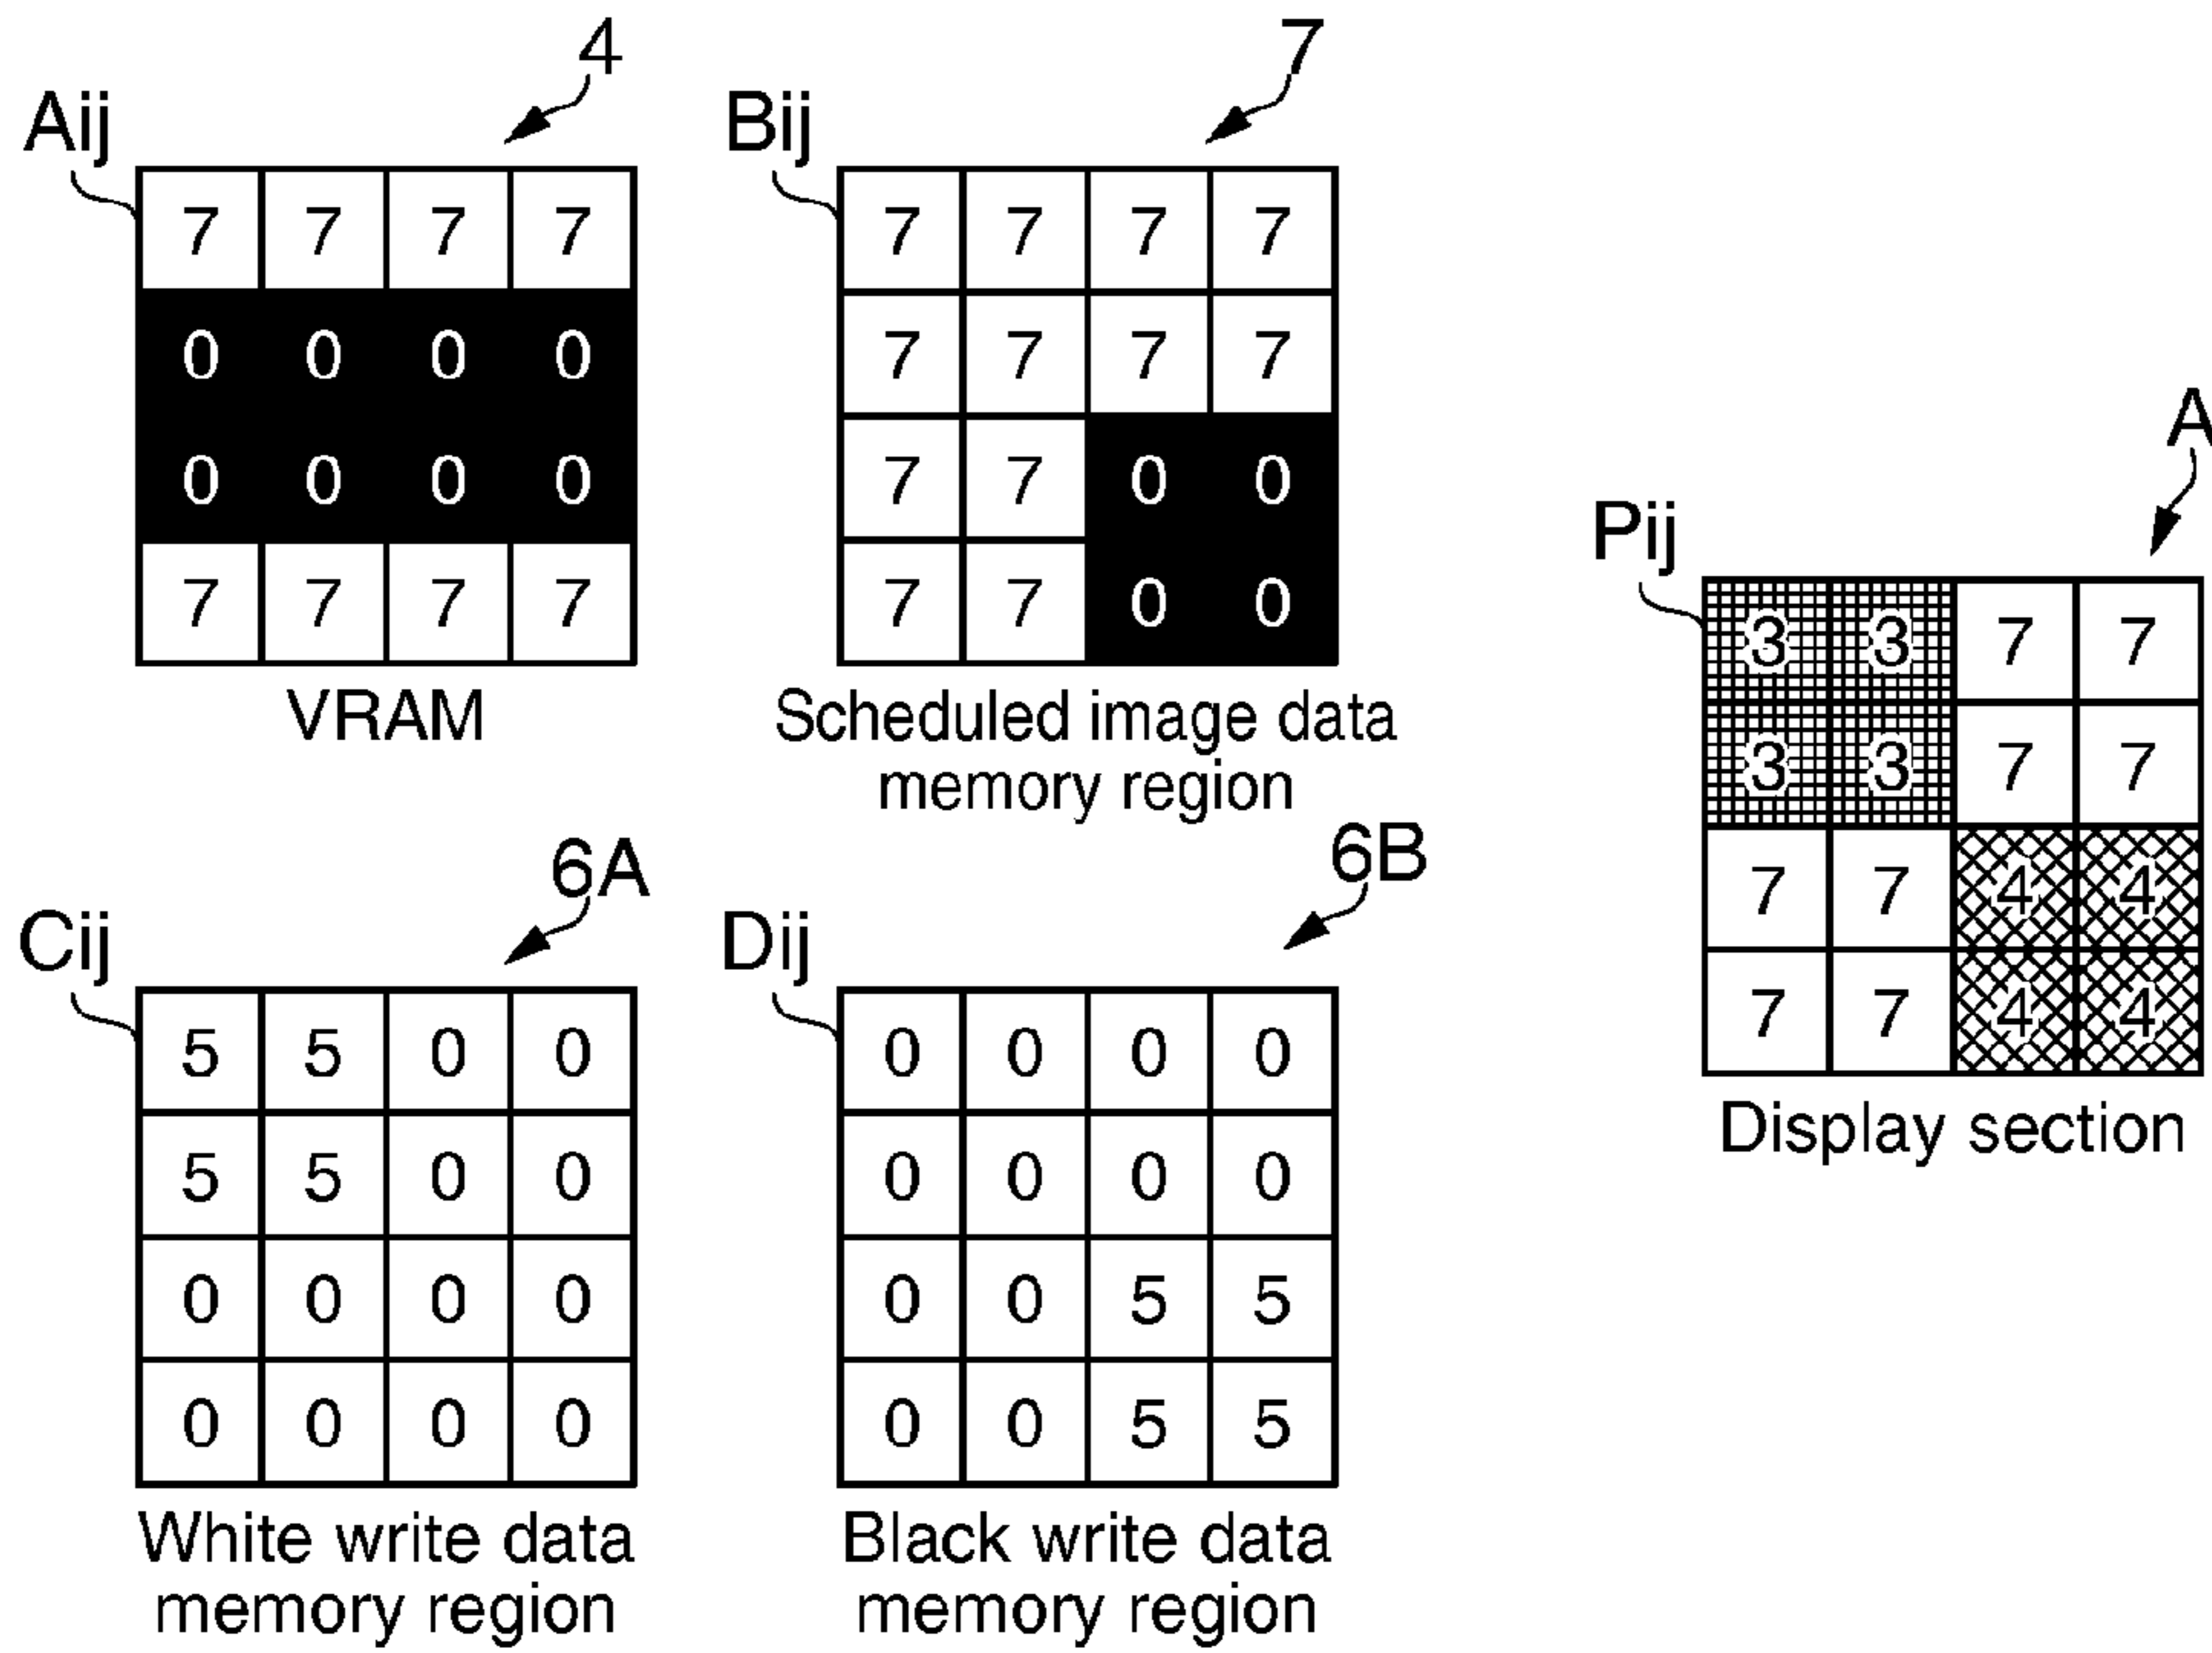 4
Aij
7 7 7 7
0 0 0 0
0 0 0 0
7 7 7 7
VRAM
7
Bij
7 7 7 7
7 7 7 7
7 7 0 0
7 7 0 0
Scheduled image data
memory region
6A
Cij
5 5 0 0
5 5 0 0
0 0 0 0
0 0 0 0
White write data
memory region
6B
Dij
0 0 0 0
0 0 0 0
0 0 5 5
0 0 5 5
Black write data
memory region
A
Pij
3 3 7 7
3 3 7 7
7 7 4 4
7 7 4 4
Display section